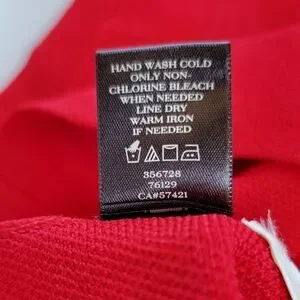 HAND WASH COLD
ONLY NON-
CHLORINE BLEACH
WHEN NEEDED
LINE DRY
WARM IRON
IF NEEDED
356728
76129
CA#57421